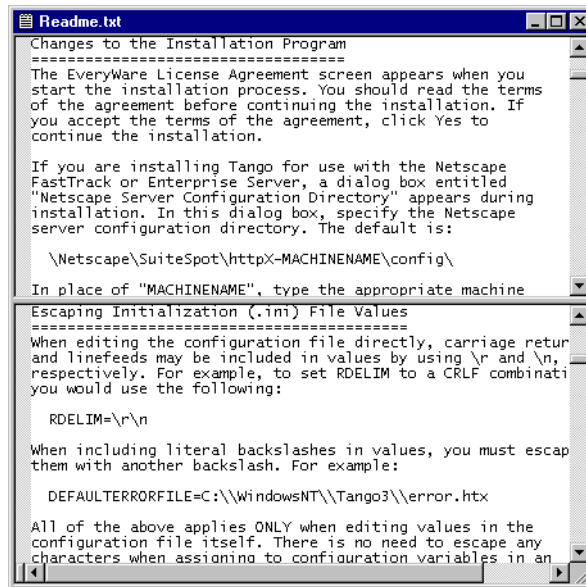 Readme.txt
Changes to the Installation Program
==================================
The EveryWare License Agreement screen appears when you
start the installation process. You should read the terms
of the agreement before continuing the installation. If
you accept the terms of the agreement, click Yes to
continue the installation.
If you are installing Tango for use with the Netscape
FastTrack or Enterprise Server, a dialog box entitled
"Netscape Server Configuration Directory" appears during
installation. In this dialog box, specify the Netscape
server configuration directory. The default is:
\Netscape\SuiteSpot\httpX-MACHINENAME\config\
In place of "MACHINENAME", type the appropriate machine
Escaping Initialization (.ini) File Values
=========================================
When editing the configuration file directly, carriage retur
and linefeeds may be included in values by using \r and \n,
respectively. For example, to set RDELIM to a CRLF combinati
you would use the following:
RDELIM=\r\n
When including literal backslashes in values, you must escap
them with another backslash. For example:
DEFAULTERRORFILE=C:\\WindowsNT\\Tango3\\error.htx
All of the above applies ONLY when editing values in the
configuration file itself. There is no need to escape any
characters when assigning to configuration variables in an